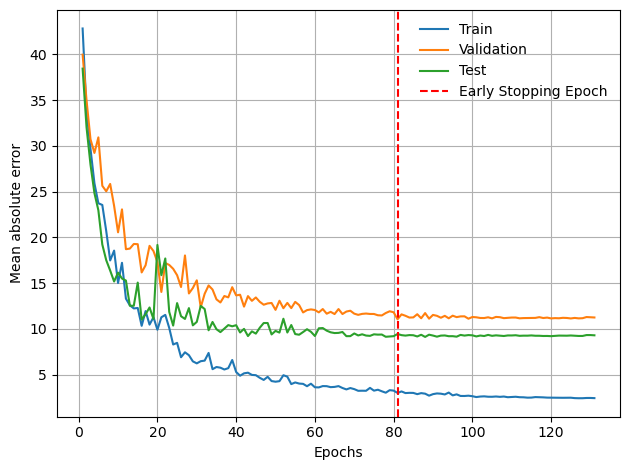 Train
Validation
Test
Early Stopping Epoch
Mean absolute error
40
35
30
25
20
15
10
5
0 20 40 60 80 100 120
Epochs